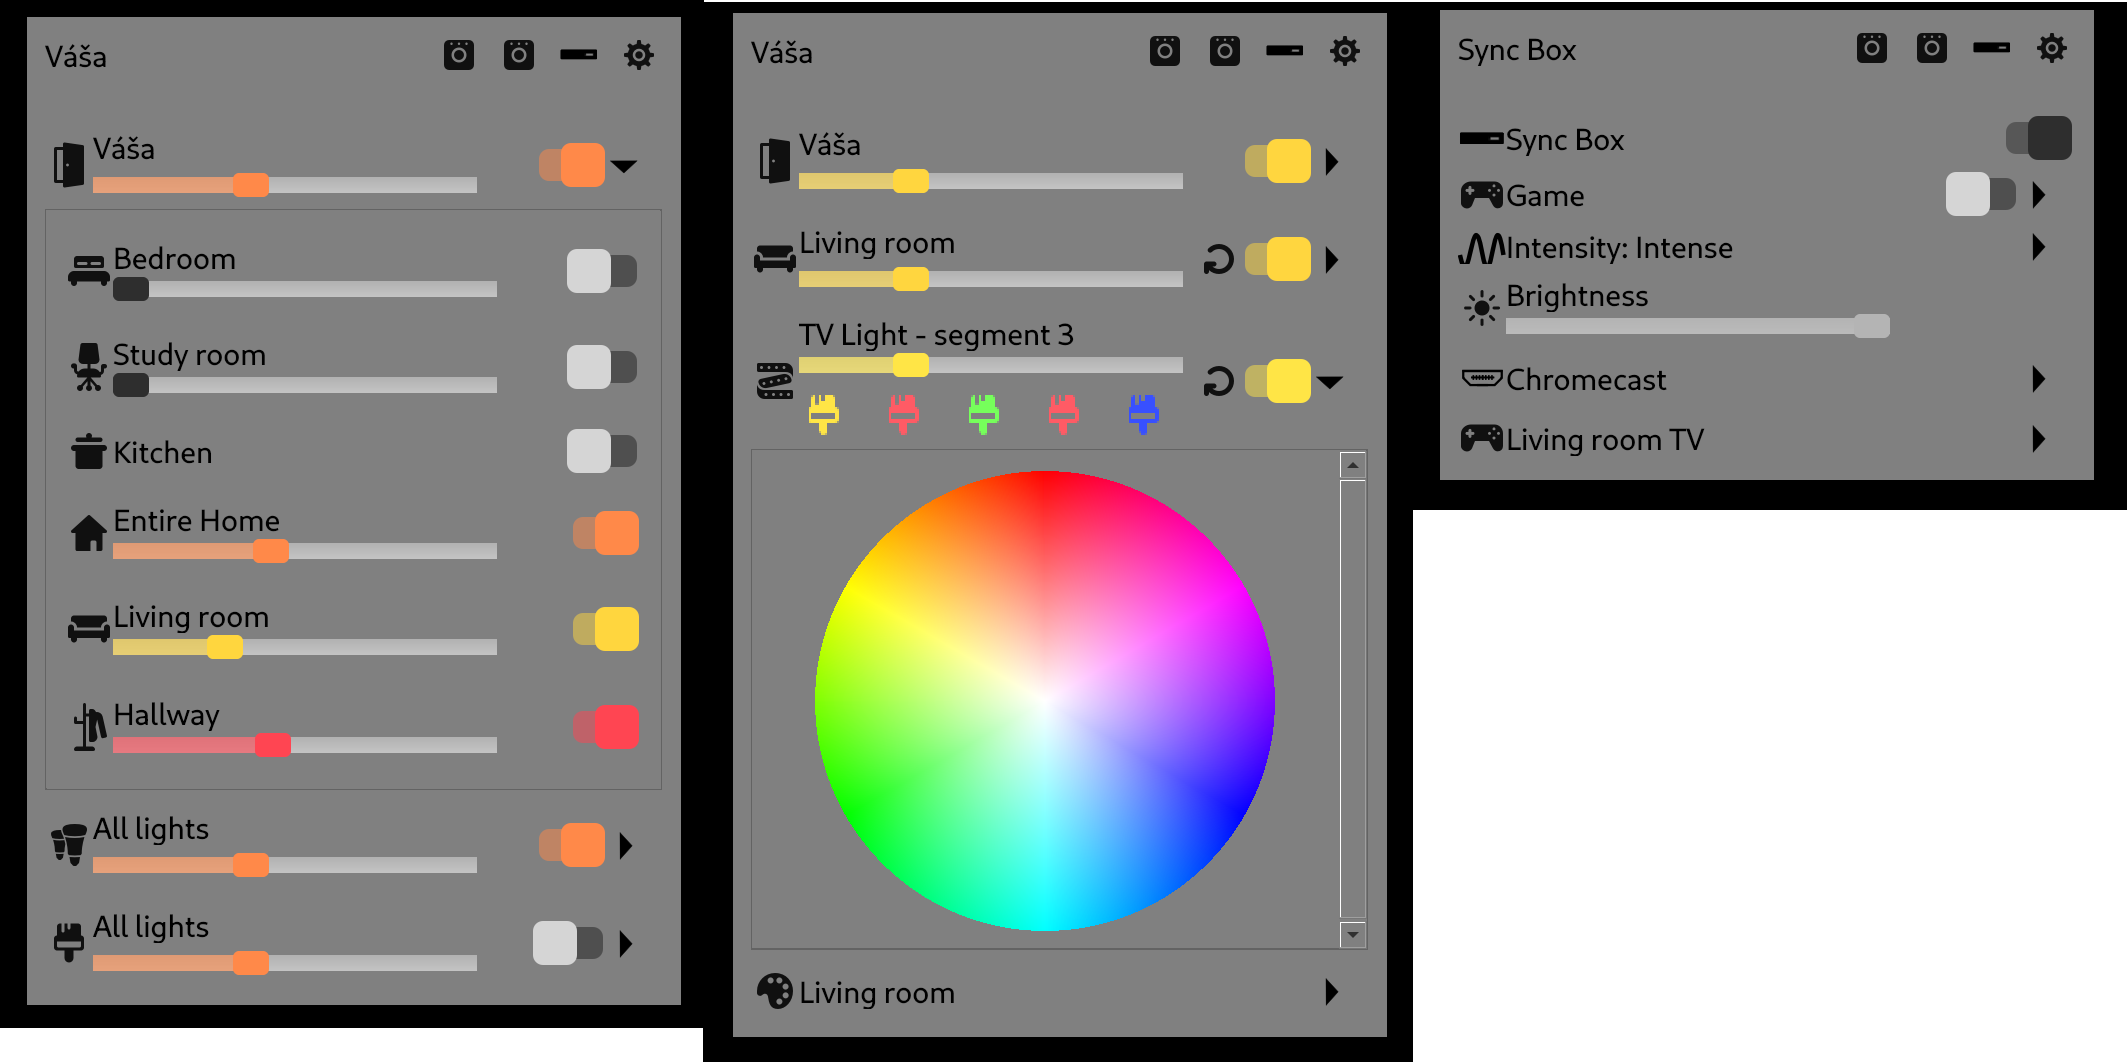 Váša
Váša
Bedroom
Study room
Kitchen
Entire Home
Living room
Hallway
All lights
All lights
Váša
Váša
Living room
TV Light - segment 3
Living room
Sync Box
Sync Box
Game
Intensity: Intense
Brightness
Chromecast
Living room TV